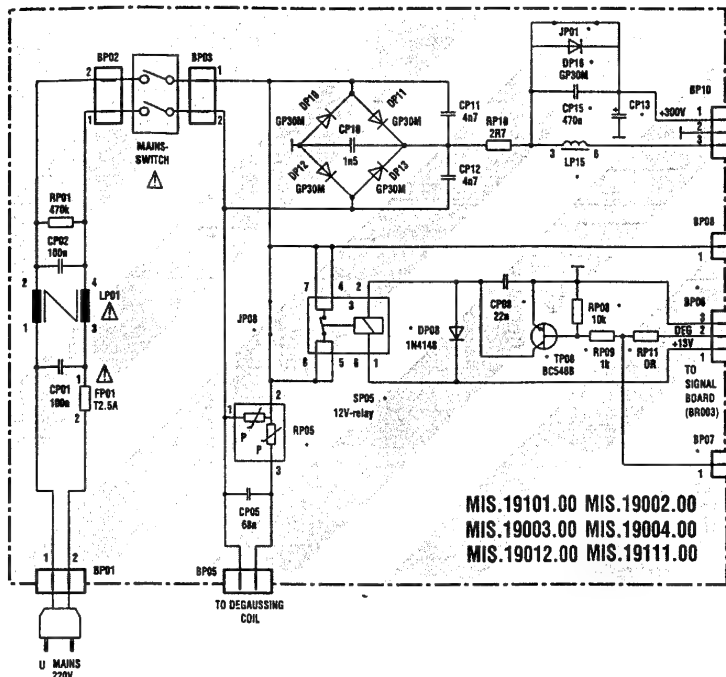 BP02
BP03
2
1
1
2
MAINS-
SWITCH
RP01
470k
CP02
100n
2
4
LP01
1
3
CP01
100n
1
FP01
T2.5A
2
1
2
BP01
U MAINS
220V
DP10
GP30M
DP11
GP30M
CP10
1n5
DP12
GP30M
DP13
GP30M
CP11
4n7
CP12
4n7
RP10
2R7
JP01
DP16
GP30M
CP15
470n
CP13
+300V
3
6
LP15
BP10
1
2
3
BP08
1
JP08
7
4
3
2
8
5
6
1
SP05
12V-relay
DP08
1N4148
CP08
22n
TP08
BC548B
RP08
10k
RP09
1k
RP11
0R
BP06
3
DEG
2
+13V
1
TO
SIGNAL
BOARD
(BR003)
BP07
1
1
2
P
P
RP05
3
CP05
68n
BP05
TO DEGAUSSING
COIL
MIS.19101.00 MIS.19002.00
MIS.19003.00 MIS.19004.00
MIS.19012.00 MIS.19111.00